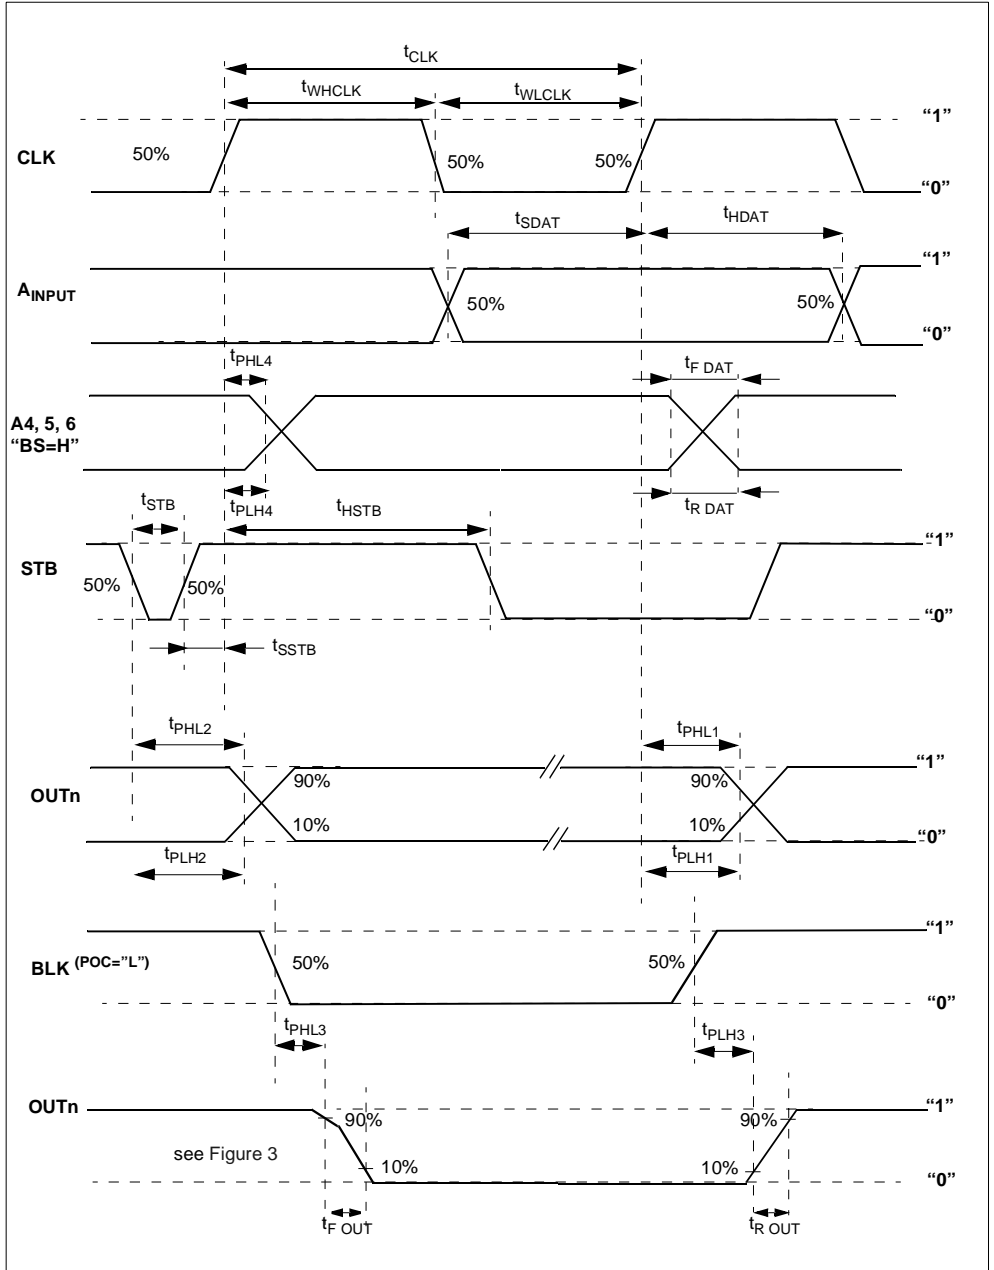 tCLK
tWHCLK
tWLCLK
"1"
CLK
50%
50%
50%
"0"
tSDAT
tHDAT
"1"
AINPUT
50%
50%
"0"
tPHL4
tF DAT
A4, 5, 6
"BS=H"
tSTB
tPLH4
tHSTB
tR DAT
"1"
STB
50%
50%
"0"
tSSTB
tPHL2
tPHL1
"1"
OUTn
90%
90%
10%
10%
"0"
tPLH2
tPLH1
"1"
BLK (POC="L")
50%
50%
"0"
tPHL3
tPLH3
OUTn
"1"
90%
90%
see Figure 3
10%
10%
"0"
tF OUT
tR OUT